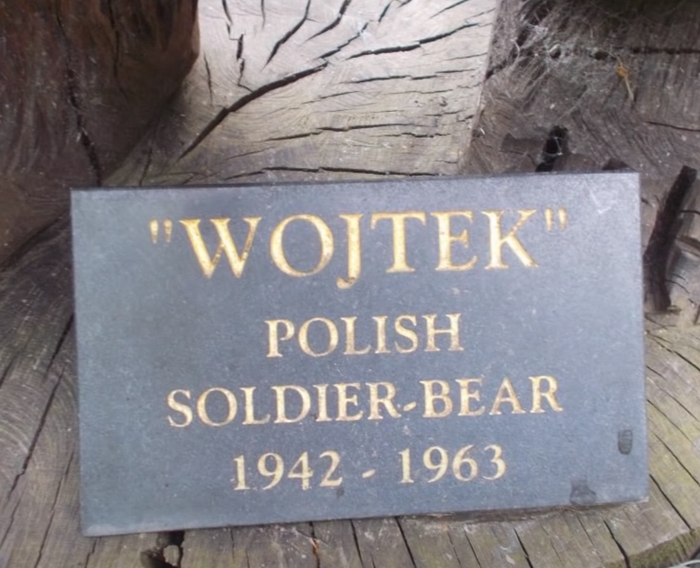 "WOJTEK"
POLISH
SOLDIER-BEAR
1942 - 1963